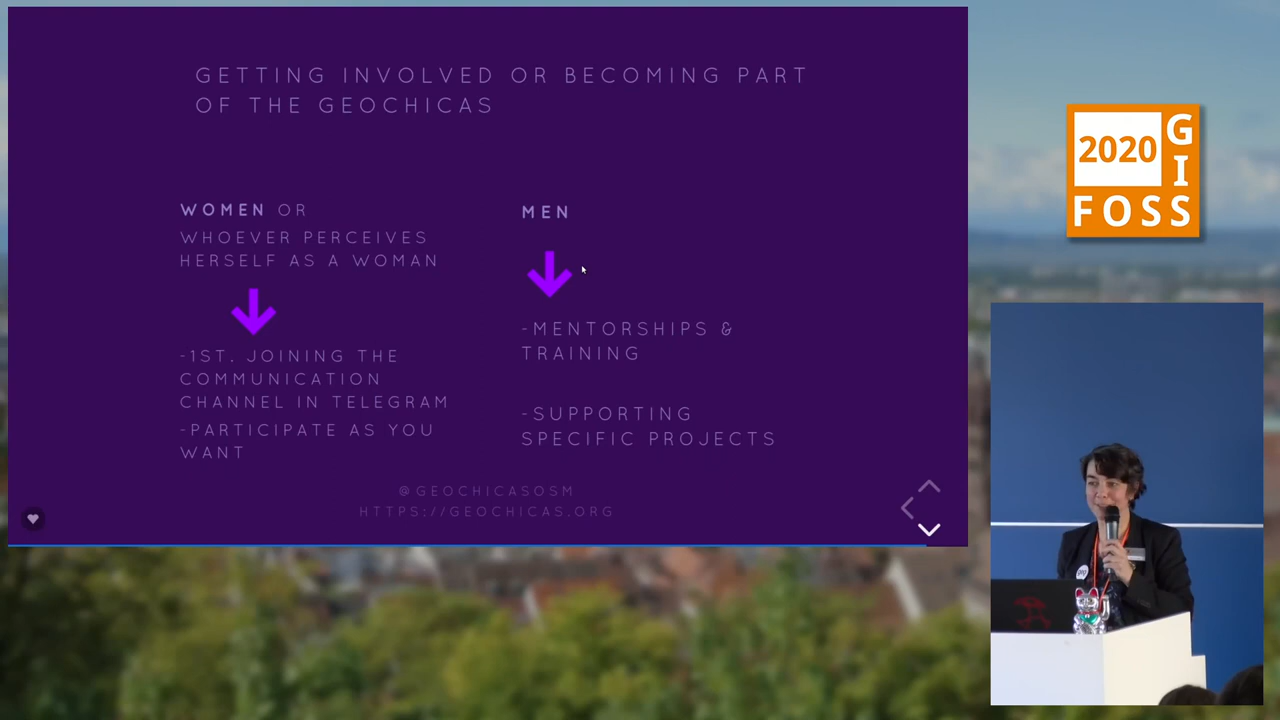 GETTING INVOLVED OR BECOMING PART
OF THE GEOCHICAS
WOMEN OR
WHOEVER PERCEIVES
HERSELF AS A WOMAN
-1ST. JOINING THE
COMMUNICATION
CHANNEL IN TELEGRAM
-PARTICIPATE AS YOU
WANT
MEN
-MENTORSHIPS &
TRAINING
-SUPPORTING
SPECIFIC PROJECTS
@GEOCHICASOSM
HTTPS://GEOCHICAS.ORG
2020 GI
FOSS